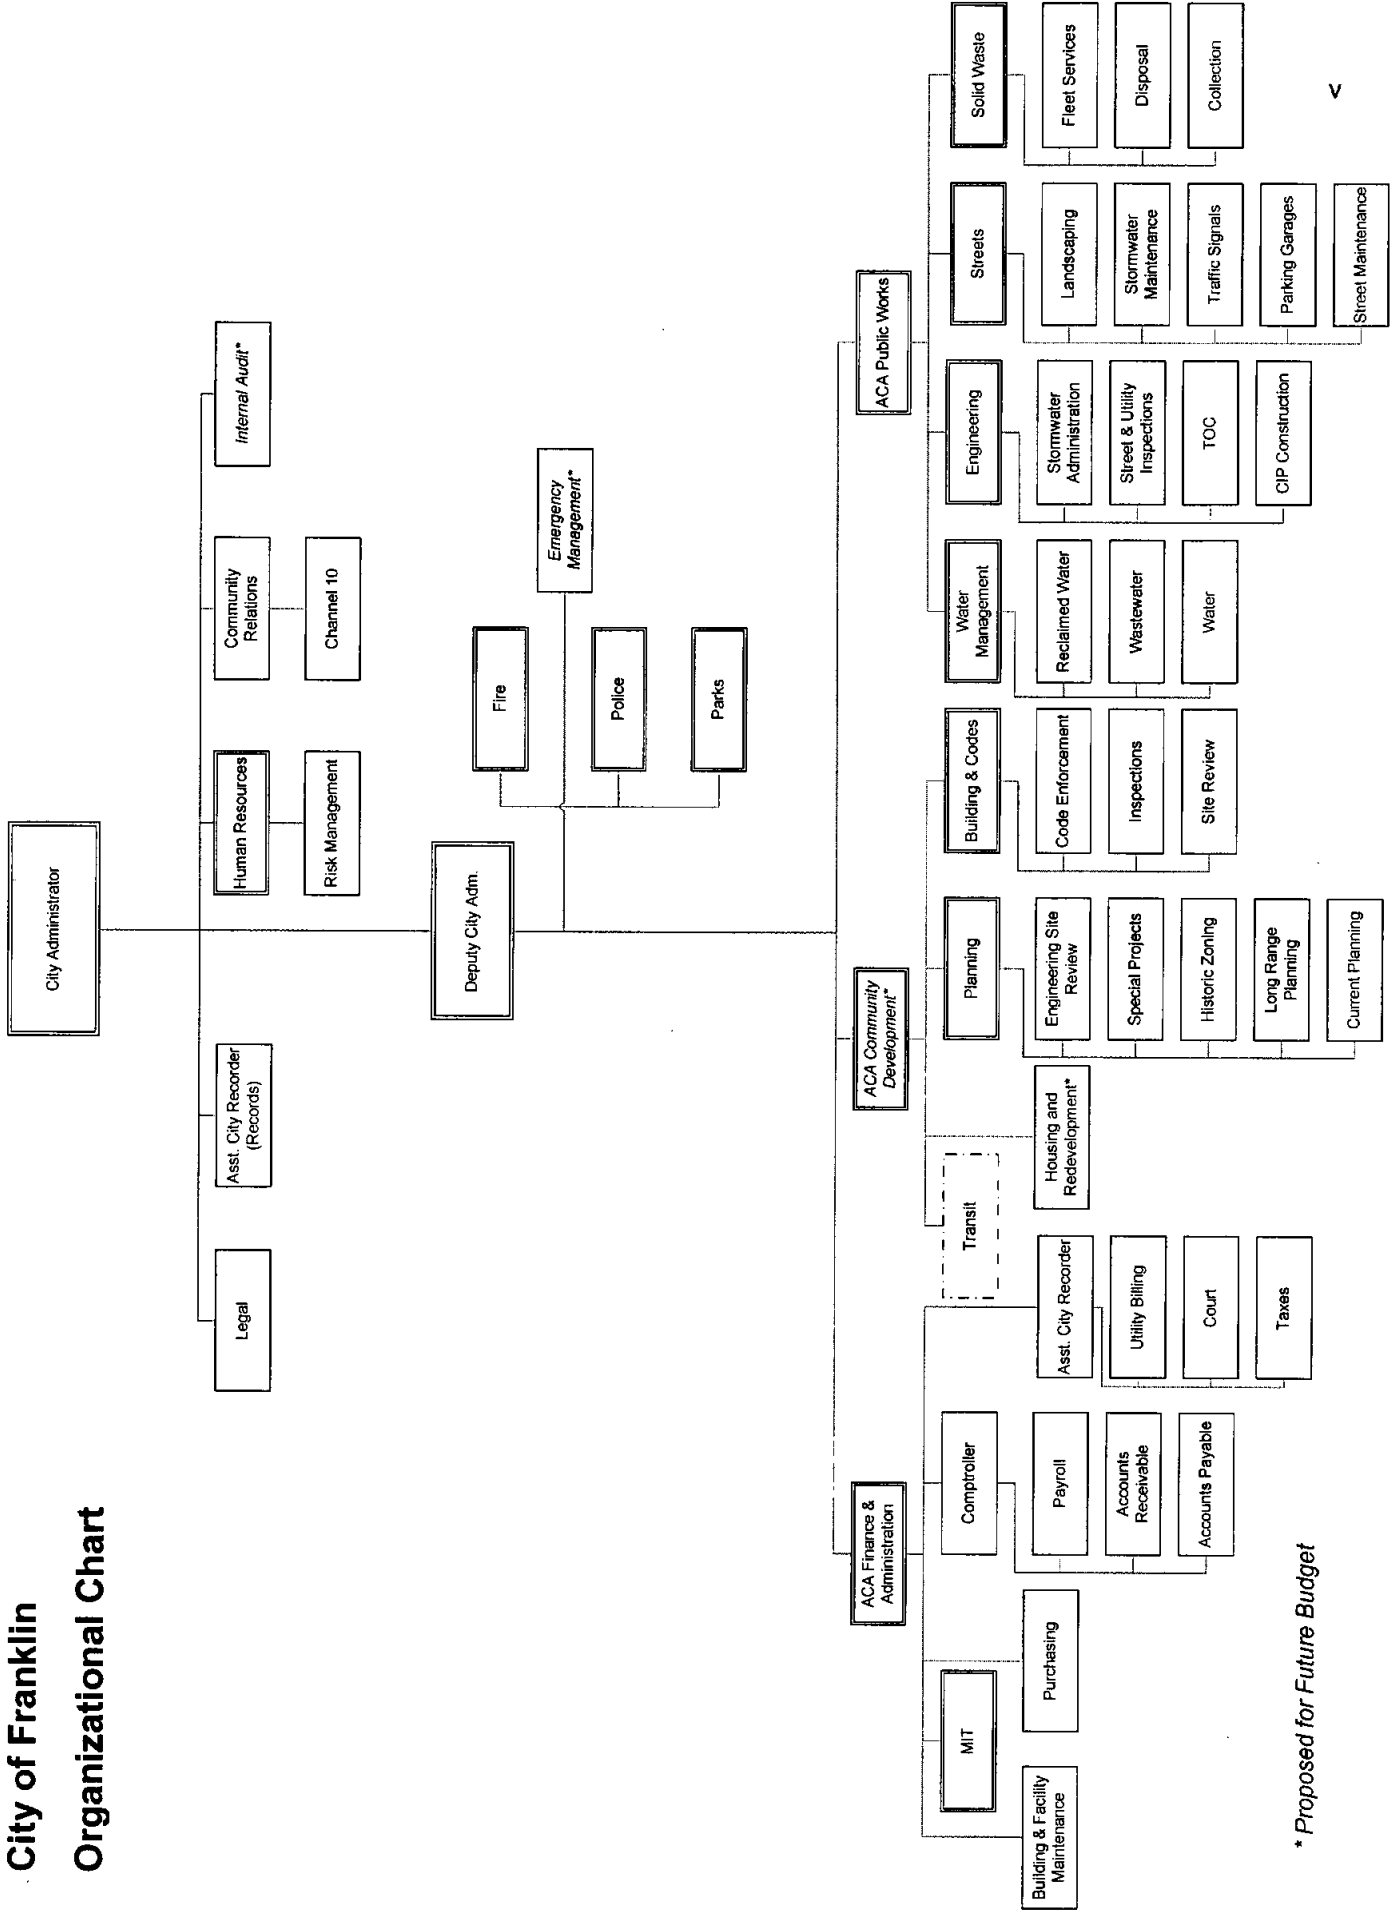 City of Franklin
Organizational Chart
City Administrator
Legal
Asst. City Recorder
(Records)
Human Resources
Community
Relations
Internal Audit*
Risk Management
Channel 10
Deputy City Adm.
Fire
Emergency
Management*
Police
Parks
ACA Finance &
Administration
ACA Community
Development*
ACA Public Works
MIT
Comptroller
Transit
Planning
Building & Codes
Water
Management
Engineering
Streets
Solid Waste
Building & Facility
Maintenance
Purchasing
Payroll
Asst. City Recorder
Housing and
Redevelopment*
Engineering Site
Review
Code Enforcement
Reclaimed Water
Stormwater
Administration
Landscaping
Fleet Services
Accounts
Receivable
Utility Billing
Special Projects
Inspections
Wastewater
Street & Utility
Inspections
Stormwater
Maintenance
Disposal
Accounts Payable
Court
Historic Zoning
Site Review
Water
TOC
Traffic Signals
Collection
Taxes
Long Range
Planning
CIP Construction
Parking Garages
Current Planning
Street Maintenance
* Proposed for Future Budget
v